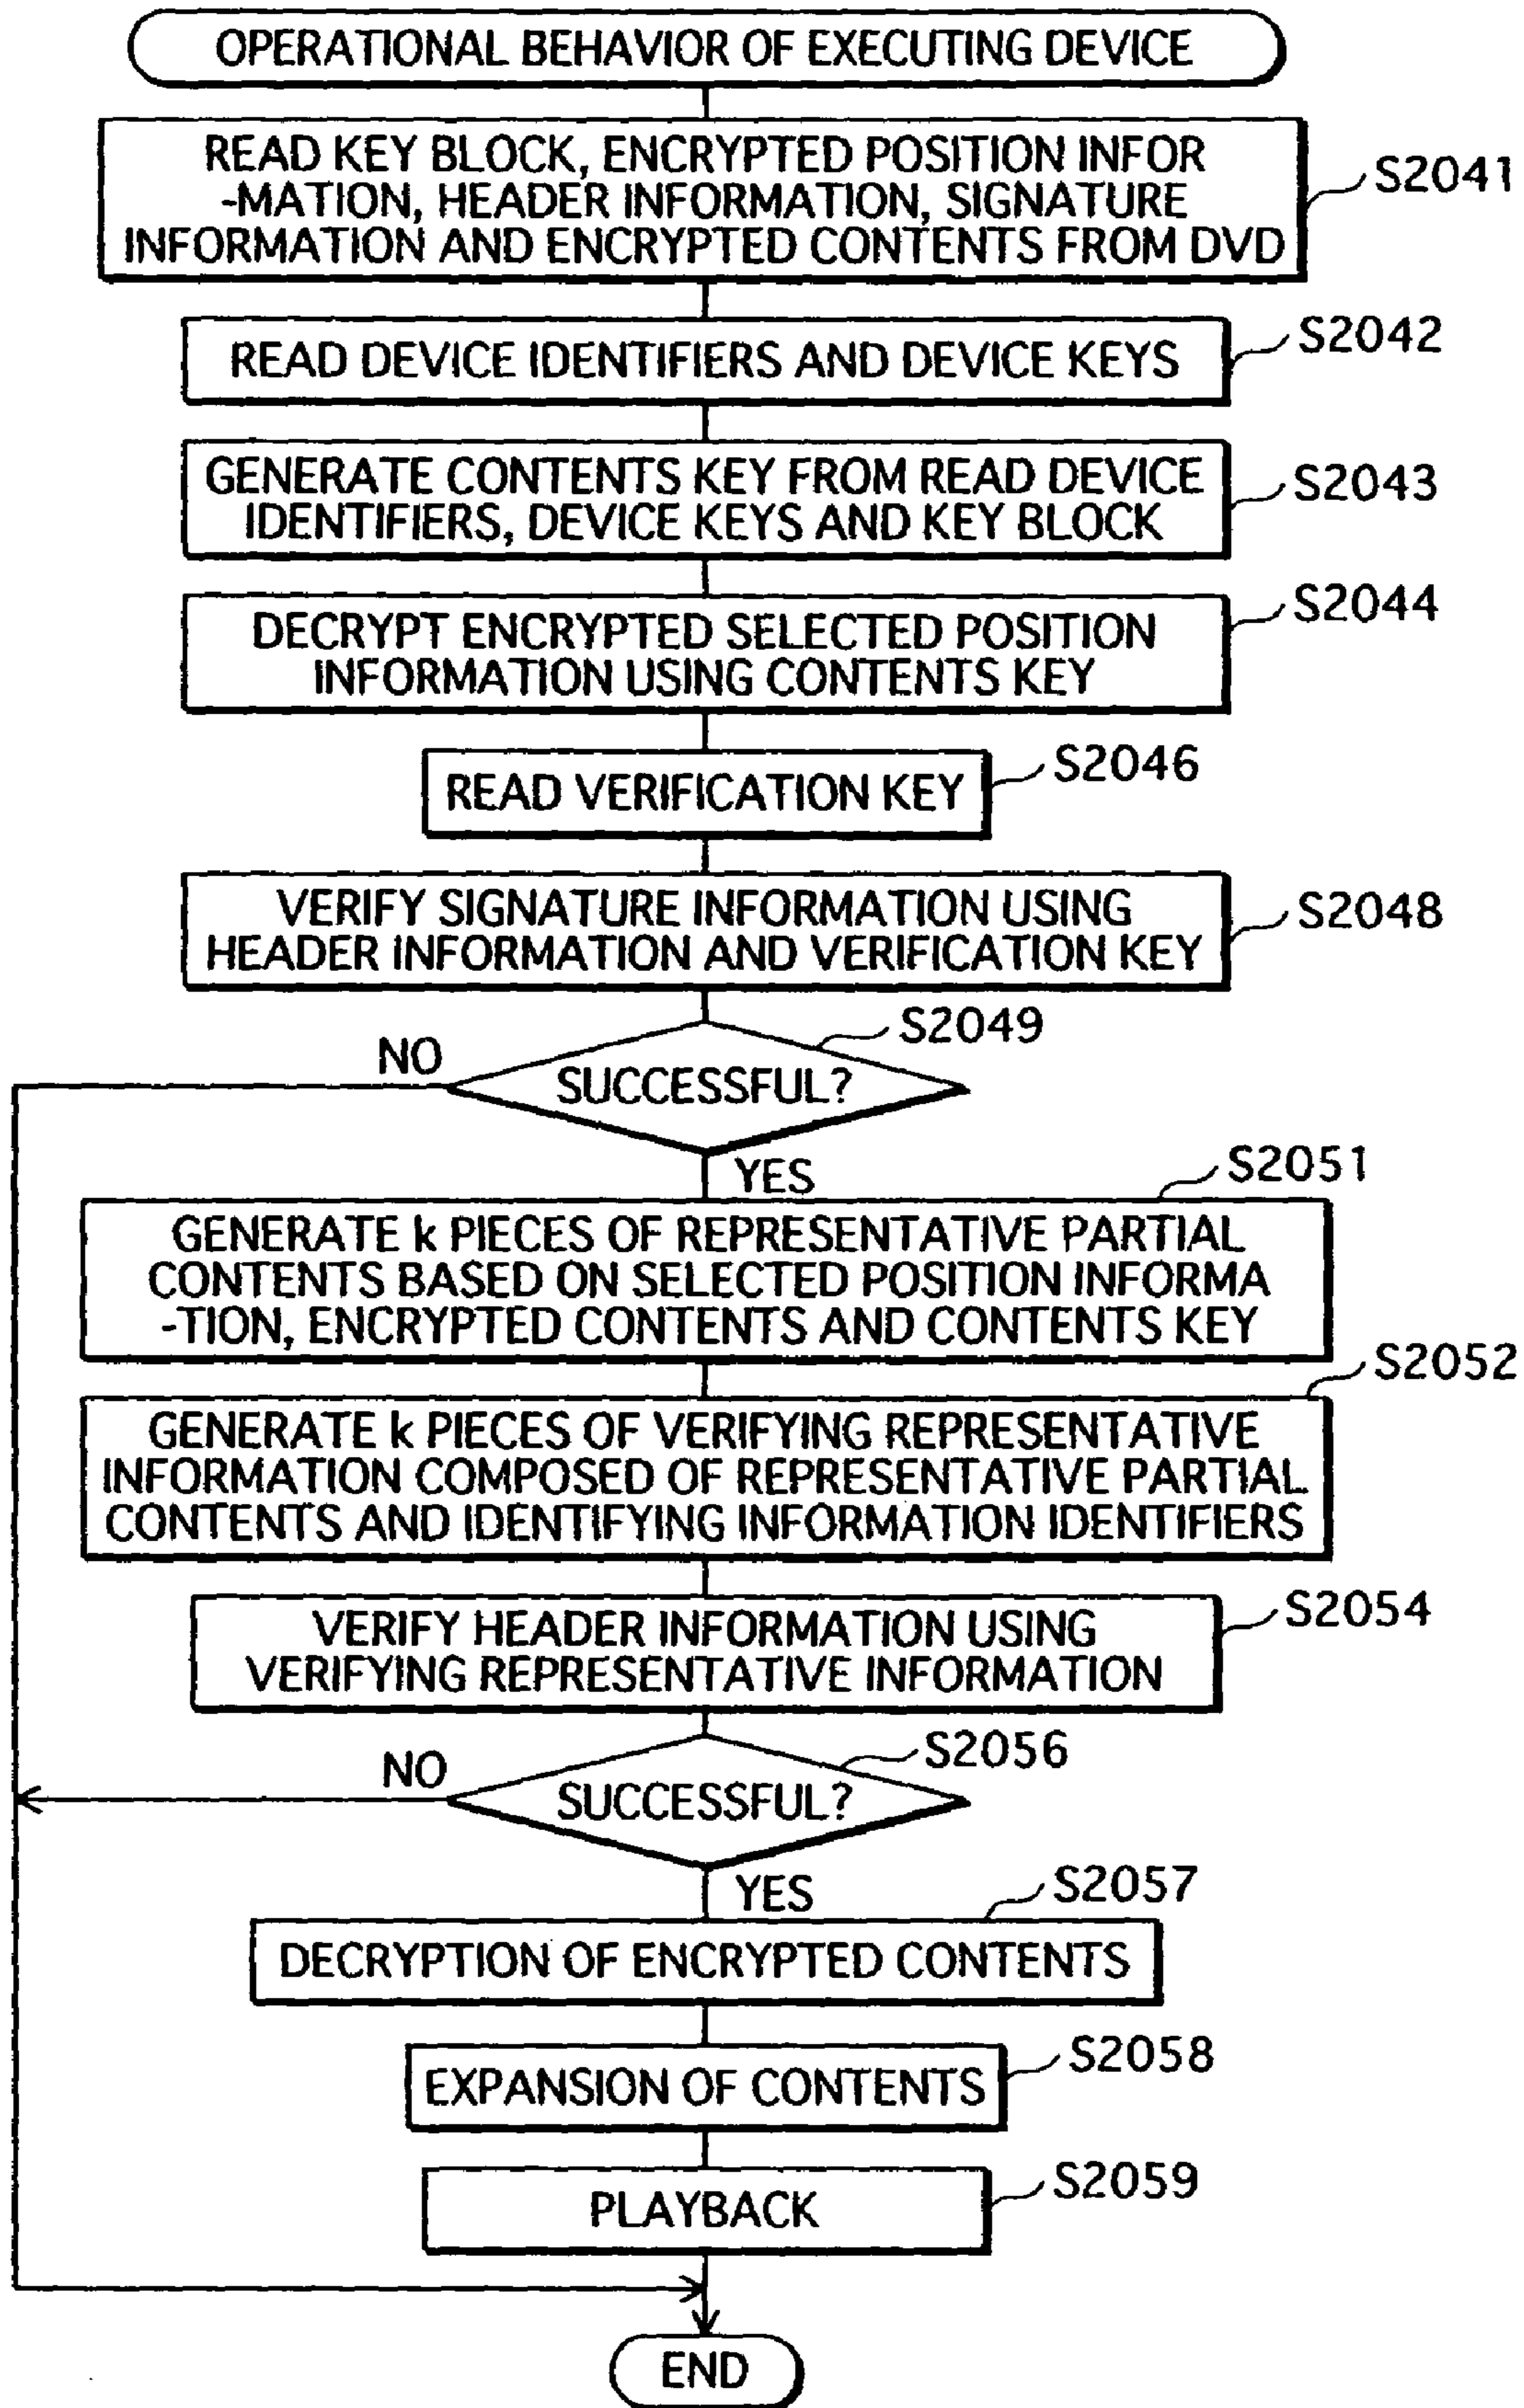 OPERATIONAL BEHAVIOR OF EXECUTING DEVICE
READ KEY BLOCK, ENCRYPTED POSITION INFOR
-MATION, HEADER INFORMATION, SIGNATURE
INFORMATION AND ENCRYPTED CONTENTS FROM DVD
S2041
READ DEVICE IDENTIFIERS AND DEVICE KEYS
S2042
GENERATE CONTENTS KEY FROM READ DEVICE
IDENTIFIERS, DEVICE KEYS AND KEY BLOCK
S2043
DECRYPT ENCRYPTED SELECTED POSITION
INFORMATION USING CONTENTS KEY
S2044
READ VERIFICATION KEY
S2046
VERIFY SIGNATURE INFORMATION USING
HEADER INFORMATION AND VERIFICATION KEY
S2048
S2049
NO
SUCCESSFUL?
YES
S2051
GENERATE k PIECES OF REPRESENTATIVE PARTIAL
CONTENTS BASED ON SELECTED POSITION INFORMA
-TION, ENCRYPTED CONTENTS AND CONTENTS KEY
S2052
GENERATE k PIECES OF VERIFYING REPRESENTATIVE
INFORMATION COMPOSED OF REPRESENTATIVE PARTIAL
CONTENTS AND IDENTIFYING INFORMATION IDENTIFIERS
S2054
VERIFY HEADER INFORMATION USING
VERIFYING REPRESENTATIVE INFORMATION
S2056
NO
SUCCESSFUL?
YES
S2057
DECRYPTION OF ENCRYPTED CONTENTS
S2058
EXPANSION OF CONTENTS
S2059
PLAYBACK
END